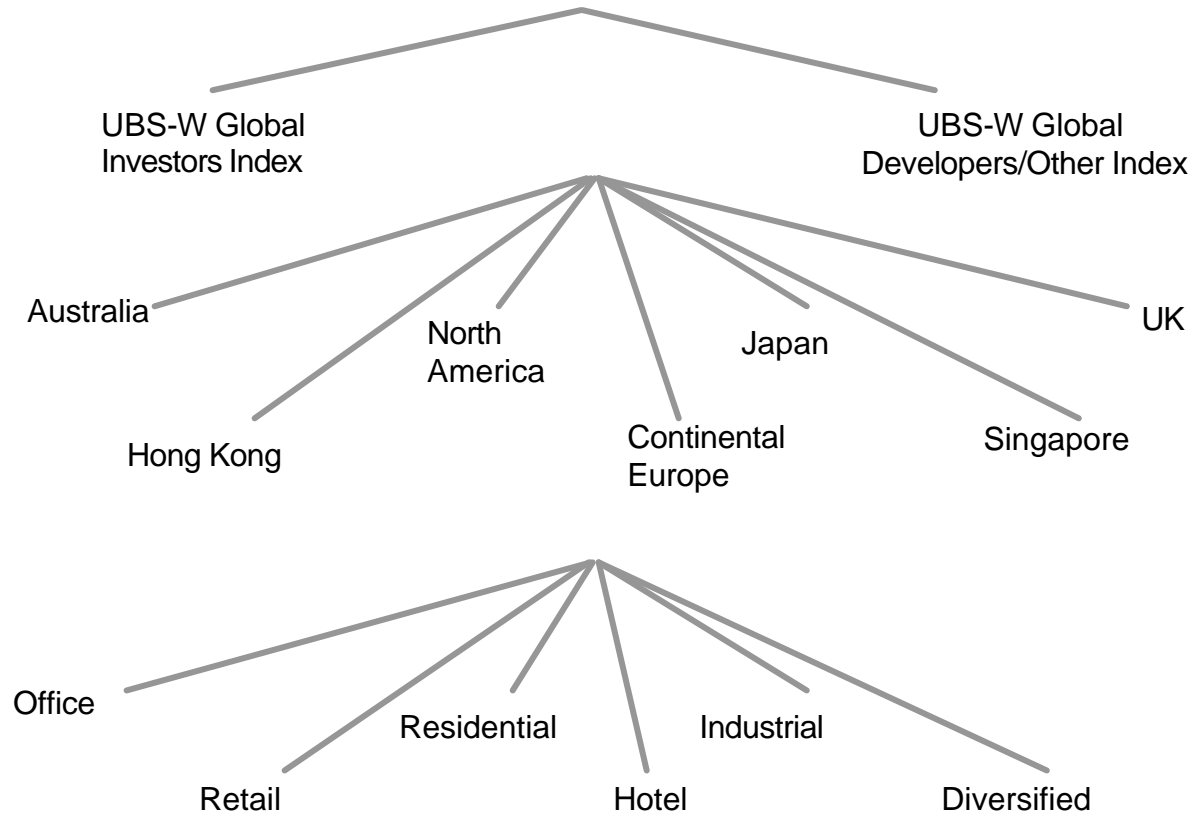 UBS-W Global
Investors Index
UBS-W Global
Developers/Other Index
Australia
North
America
Japan
UK
Hong Kong
Continental
Europe
Singapore
Office
Residential
Industrial
Retail
Hotel
Diversified